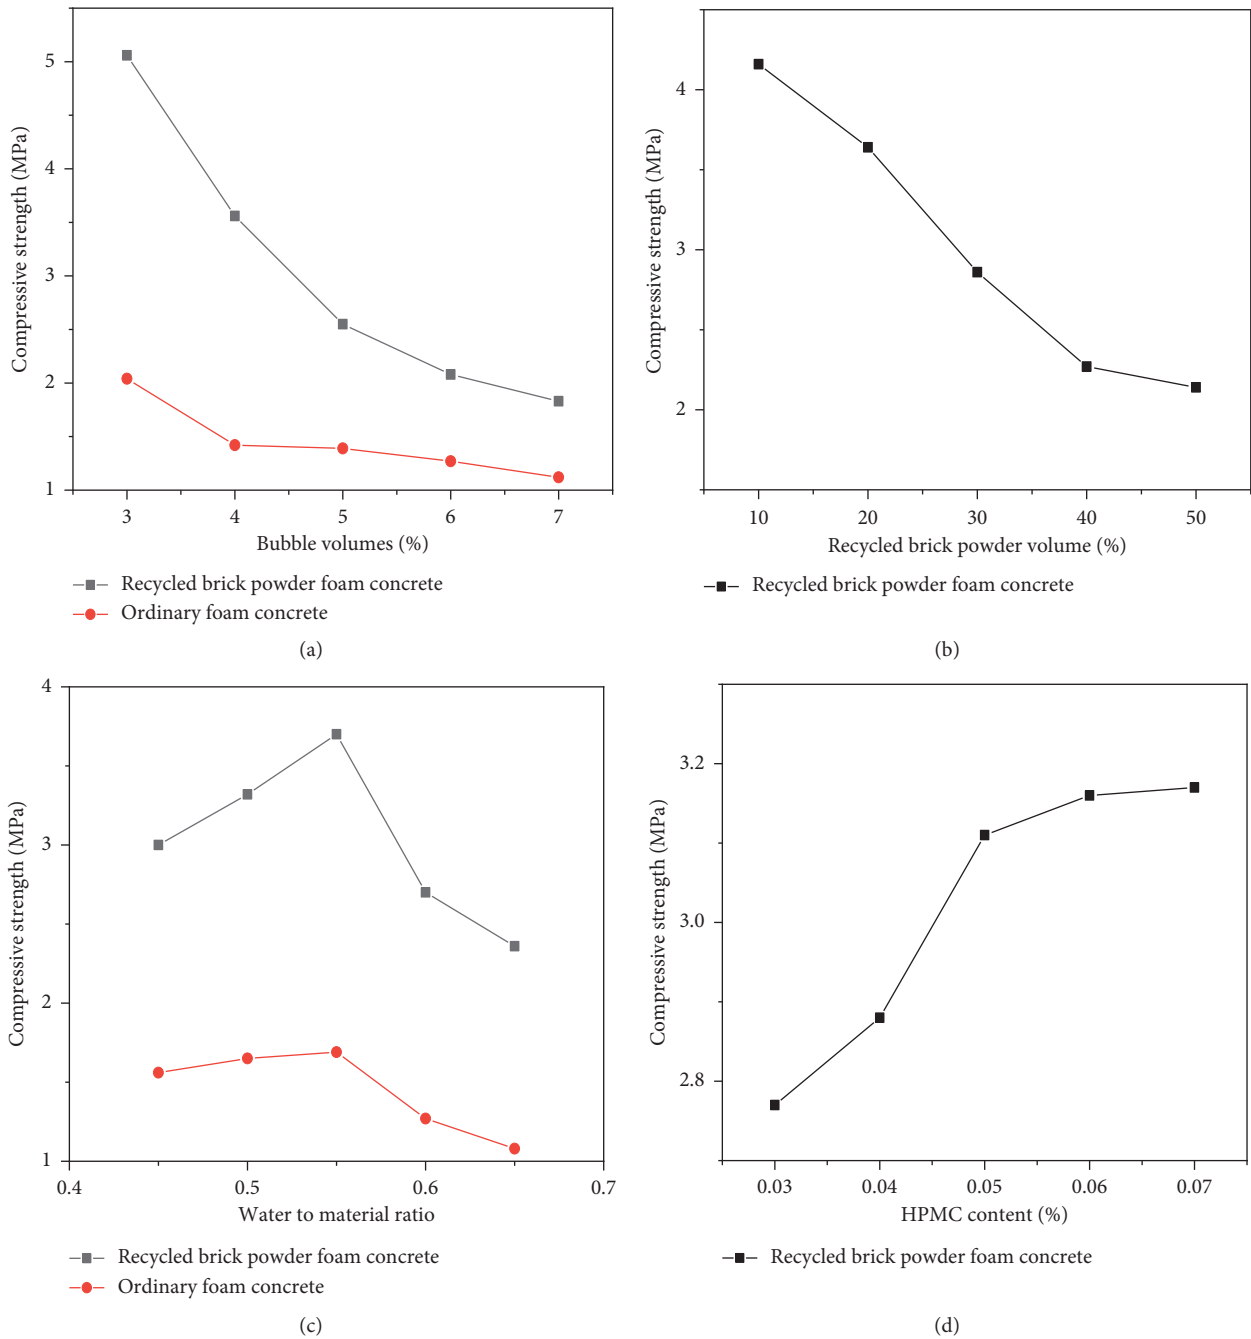 Compressive strength (MPa)
5
4
3
2
1
3 4 5 6 7
Bubble volumes (%)
Recycled brick powder foam concrete
Ordinary foam concrete
(a)
Compressive strength (MPa)
4
3
2
10 20 30 40 50
Recycled brick powder volume (%)
Recycled brick powder foam concrete
(b)
Compressive strength (MPa)
4
3
2
1
0.4 0.5 0.6 0.7
Water to material ratio
Recycled brick powder foam concrete
Ordinary foam concrete
(c)
Compressive strength (MPa)
3.2
3.0
2.8
0.03 0.04 0.05 0.06 0.07
HPMC content (%)
Recycled brick powder foam concrete
(d)